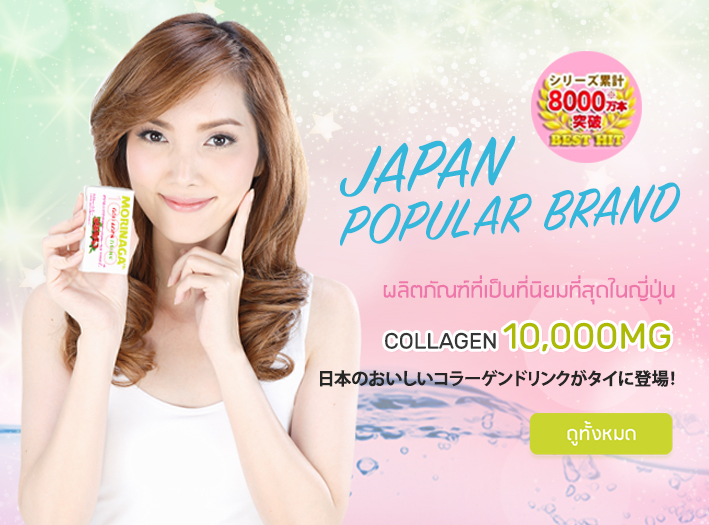 シリーズ累計
8000万本
突破
BEST HIT
JAPAN
POPULAR BRAND
MORINAGA
COLLAGEN
ผลิตภัณฑ์ที่เป็นที่นิยมที่สุดในญี่ปุ่น
COLLAGEN 10,000MG
日本のおいしいコラーゲンドリンクがタイに登場!
ดูทั้งหมด